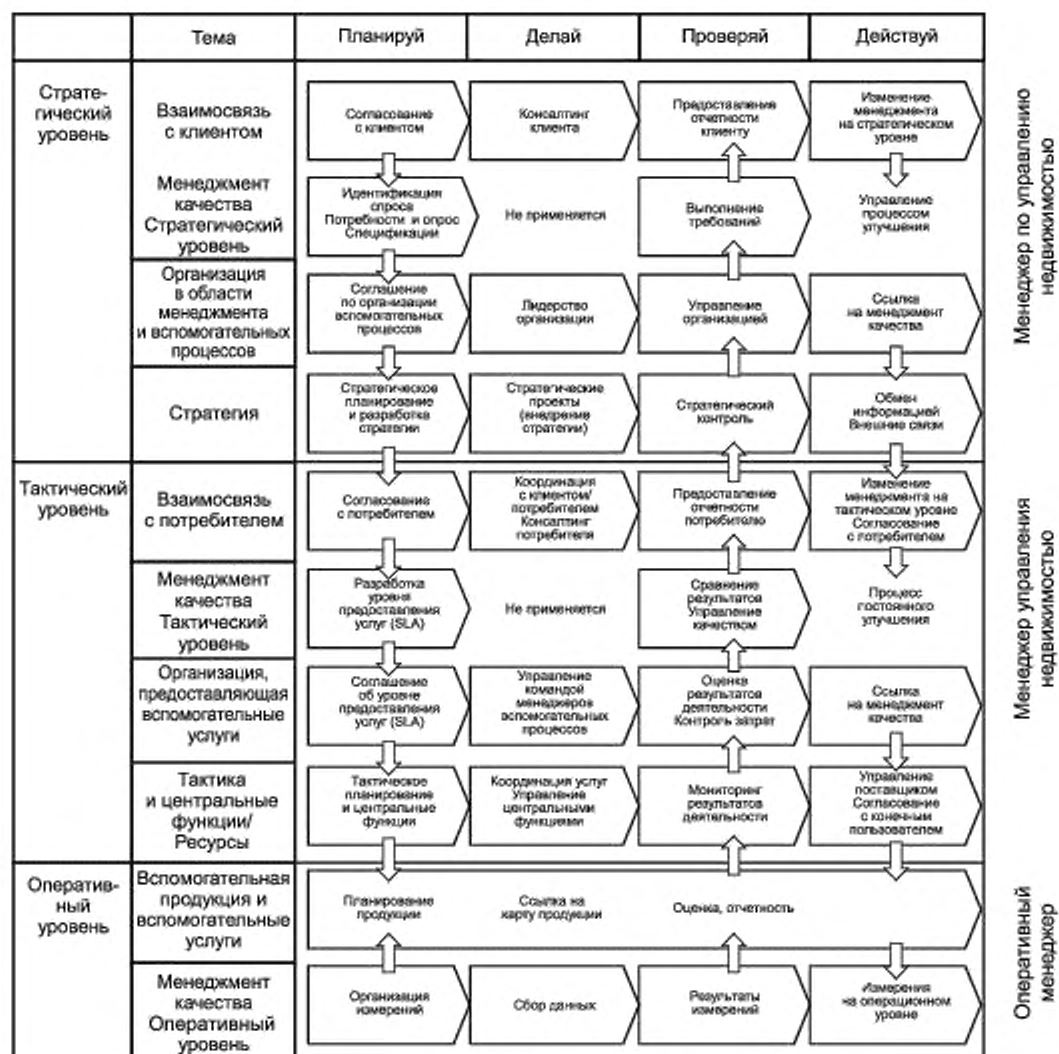 Тема
Планируй
Делай
Проверяй
Действуй
Страте-
гический
уровень
Взаимосвязь
с клиентом
Согласование
с клиентом
Консалтинг
клиента
Предоставление
отчетности
клиенту
Изменение
менеджмента
на стратегическом
уровне
Менеджмент
качества
Стратегический
уровень
Идентификация
спроса
Потребности и опрос
Спецификации
Не применяется
Выполнение
требований
Управление
процессом
улучшения
Организация
в области
менеджмента
и вспомогательных
процессов
Соглашение
по организации
вспомогательных
процессов
Лидерство
организации
Управление
организацией
Ссылка
на менеджмент
качества
Стратегия
Стратегическое
планирование
и разработка
стратегии
Стратегические
проекты
(внедрение
стратегии)
Стратегический
контроль
Обмен
информацией
Внешние связи
Менеджер по управлению
недвижимостью
Тактический
уровень
Взаимосвязь
с потребителем
Согласование
с потребителем
Координация
с клиентом/
потребителем
Консалтинг
потребителя
Предоставление
отчетности
потребителю
Изменение
менеджмента на
тактическом уровне
Согласование
с потребителем
Менеджмент
качества
Тактический
уровень
Разработка
уровня
предоставления
услуг (SLA)
Не применяется
Сравнение
результатов
Управление
качеством
Процесс
постоянного
улучшения
Организация,
предоставляющая
вспомогательные
услуги
Соглашение
об уровне
предоставления
услуг (SLA)
Управление
командой
менеджеров
вспомогательных
процессов
Оценка
результатов
деятельности
Контроль затрат
Ссылка
на менеджмент
качества
Тактика
и центральные
функции/
Ресурсы
Тактическое
планирование
и центральные
функции
Координация услуг
Управление
центральными
функциями
Мониторинг
результатов
деятельности
Управление
поставщиком
Согласование
с конечным
пользователем
Менеджер управления
недвижимостью
Оператив-
ный
уровень
Вспомогательная
продукция и
вспомогательные
услуги
Планирование
продукции
Ссылка на
карту продукции
Оценка, отчетность
Менеджмент
качества
Оперативный
уровень
Организация
измерений
Сбор данных
Результаты
измерений
Измерения
на операционном
уровне
Оперативный
менеджер